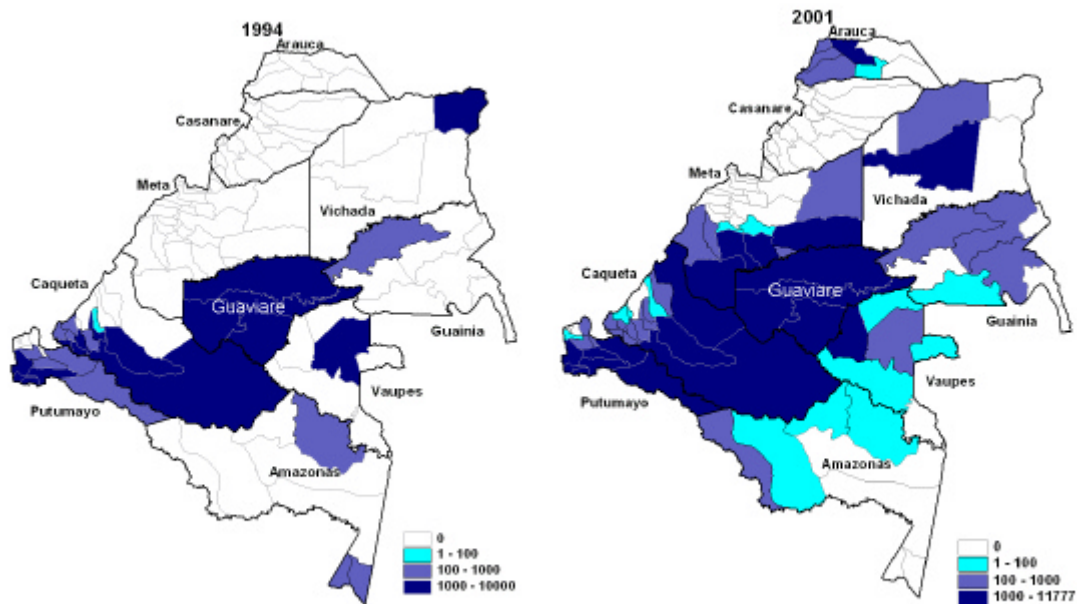 1994
Arauca
Casanare
Meta
Vichada
Caqueta
Guaviare
Guainia
Vaupes
Putumayo
Amazonas
0
1 - 100
100 - 1000
1000 - 10000
2001
Arauca
Casanare
Meta
Vichada
Caqueta
Guaviare
Guainia
Vaupes
Putumayo
Amazonas
0
1 - 100
100 - 1000
1000 - 11777